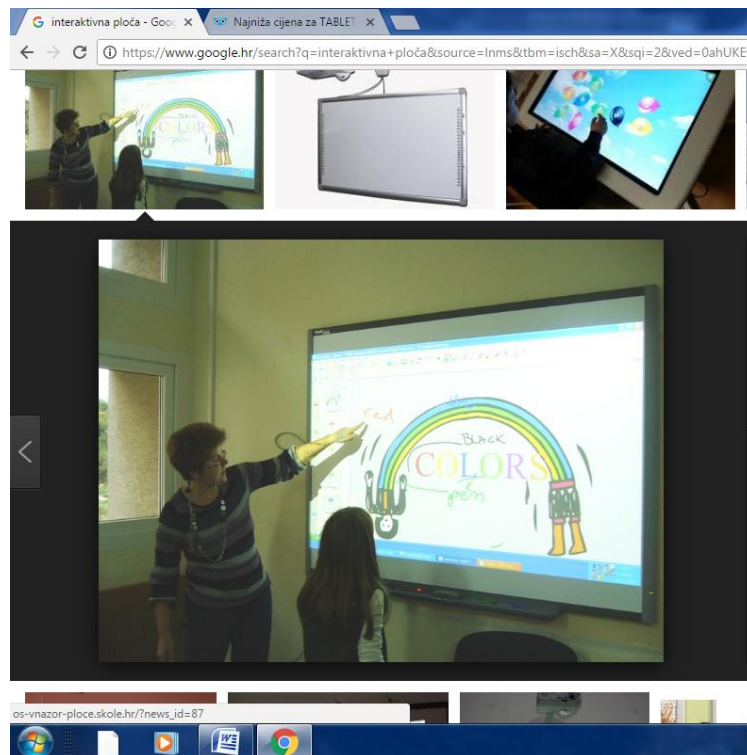 interaktivna ploča - Goo
Najniža cijena za TABLET
https://www.google.hr/search?q=interaktivna+ploča&source=lnms&tbm=isch&sa=X&sqi=2&ved=0ahUKE
COLORS
red
BLACK
COLORS
os-vnazor-ploce.skole.hr/?news_id=87